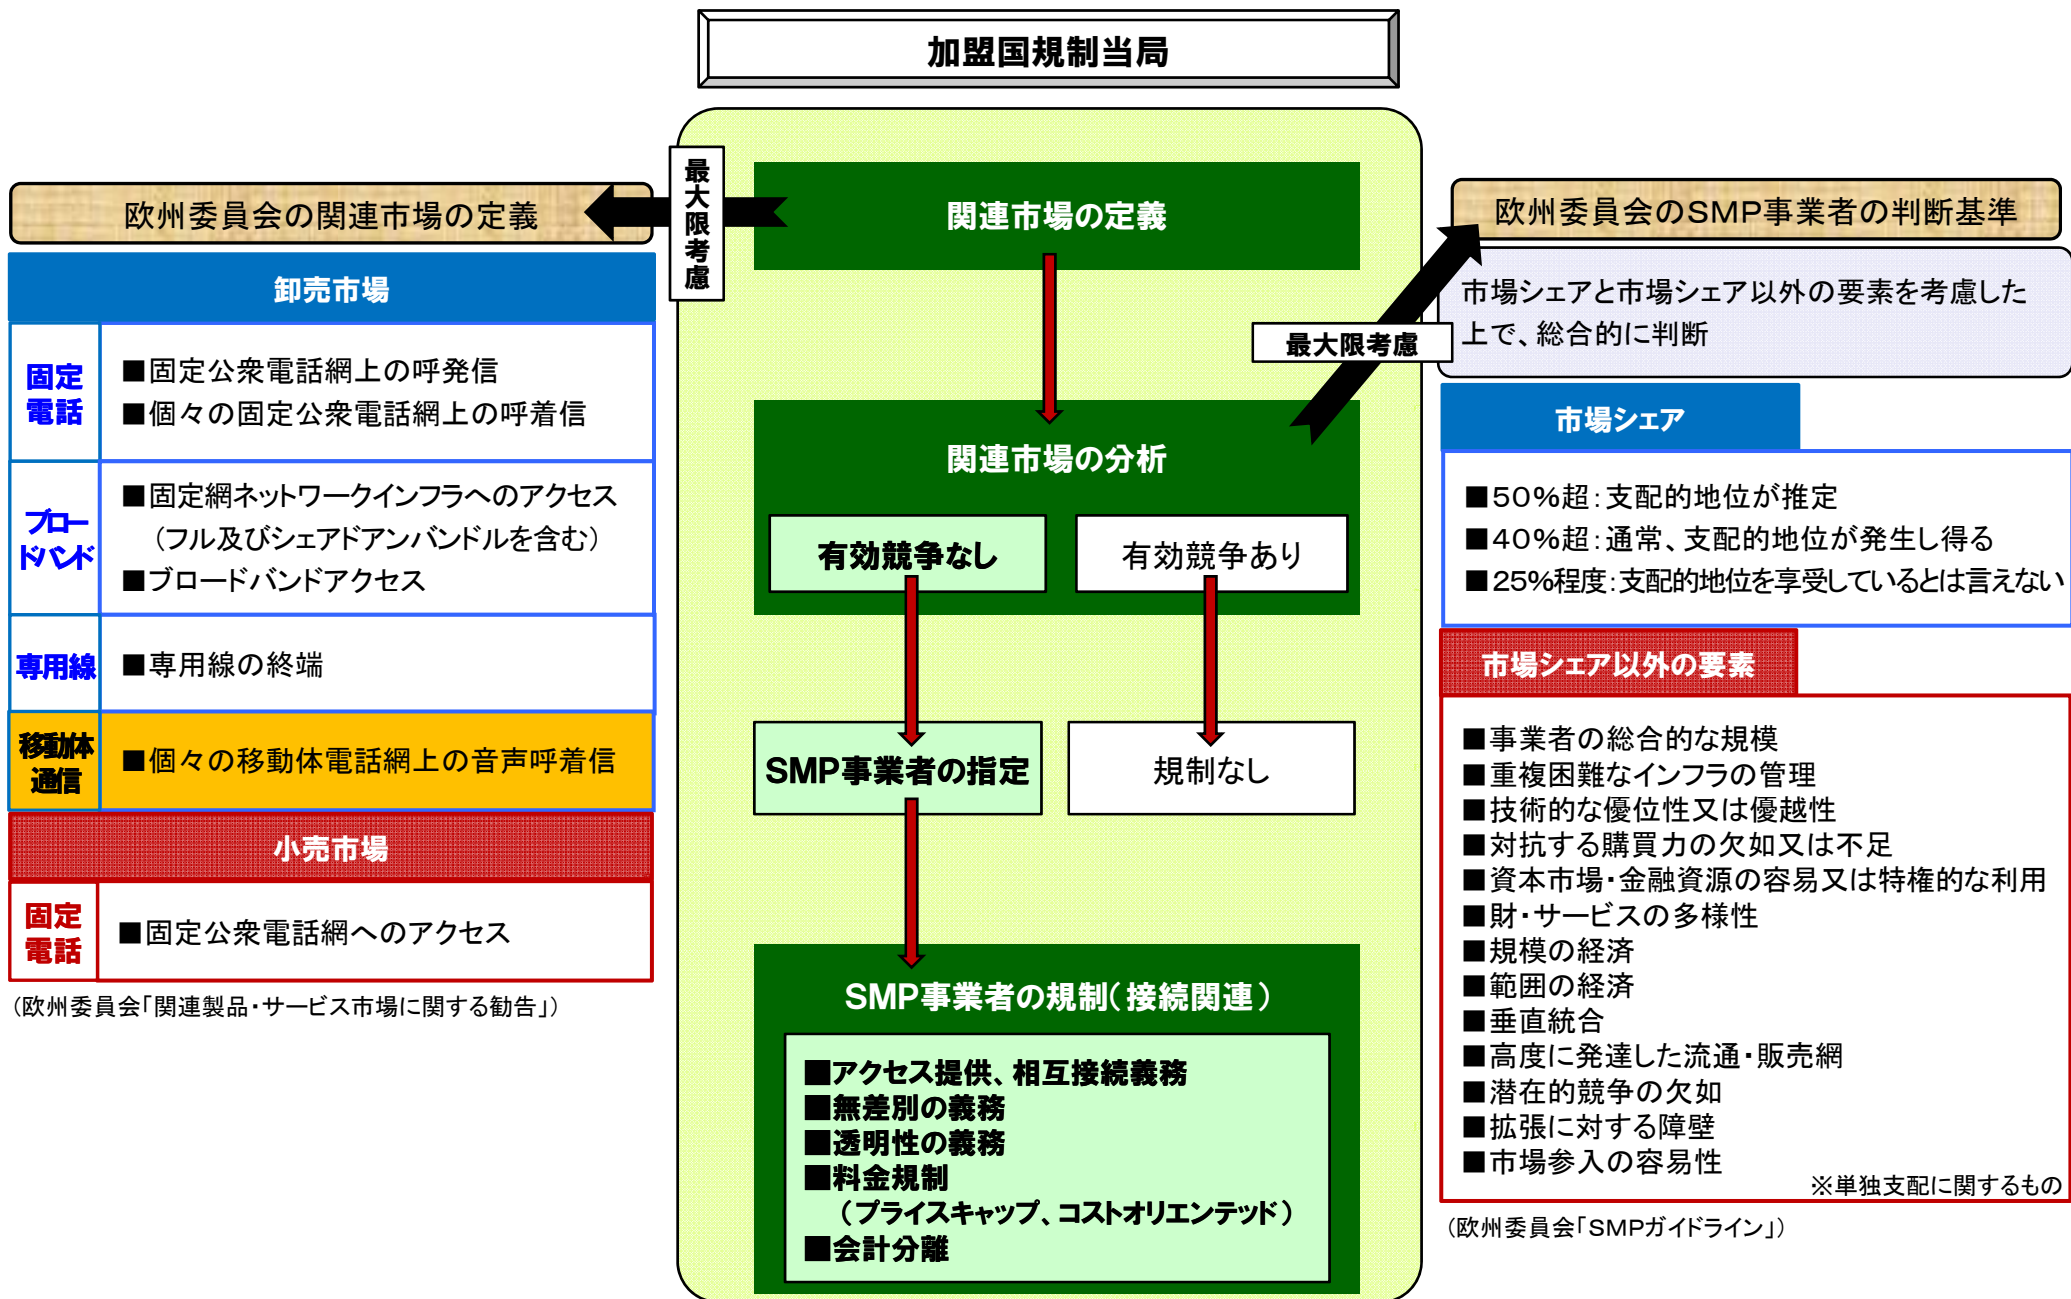 加盟国規制当局
欧州委員会の関連市場の定義
卸売市場
固定
電話
■固定公衆電話網上の呼発信
■個々の固定公衆電話網上の呼着信
ブロー
ドバンド
■固定網ネットワークインフラへのアクセス
(フル及びシェアドアンバンドルを含む)
■ブロードバンドアクセス
専用線
■専用線の終端
移動体
通信
■個々の移動体電話網上の音声呼着信
小売市場
固定
電話
■固定公衆電話網へのアクセス
(欧州委員会「関連製品・サービス市場に関する勧告」)
最大限考慮
関連市場の定義
最大限考慮
関連市場の分析
有効競争なし
有効競争あり
SMP事業者の指定
規制なし
SMP事業者の規制(接続関連)
■アクセス提供、相互接続義務
■無差別の義務
■透明性の義務
■料金規制
(プライスキャップ、コストオリエンテッド)
■会計分離
欧州委員会のSMP事業者の判断基準
市場シェアと市場シェア以外の要素を考慮した
上で、総合的に判断
市場シェア
■50%超:支配的地位が推定
■40%超:通常、支配的地位が発生し得る
■25%程度:支配的地位を享受しているとは言えない
市場シェア以外の要素
■事業者の総合的な規模
■重複困難なインフラの管理
■技術的な優位性又は優越性
■対抗する購買力の欠如又は不足
■資本市場・金融資源の容易又は特権的な利用
■財・サービスの多様性
■規模の経済
■範囲の経済
■垂直統合
■高度に発達した流通・販売網
■潜在的競争の欠如
■拡張に対する障壁
■市場参入の容易性
※単独支配に関するもの
(欧州委員会「SMPガイドライン」)